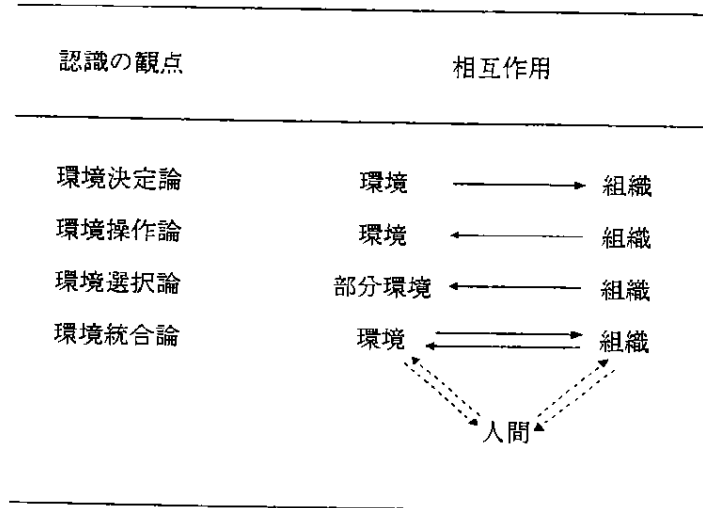 認識の観点 相互作用
環境決定論 環境 組織
環境操作論 環境 組織
環境選択論 部分環境 組織
環境統合論 環境 組織
人間